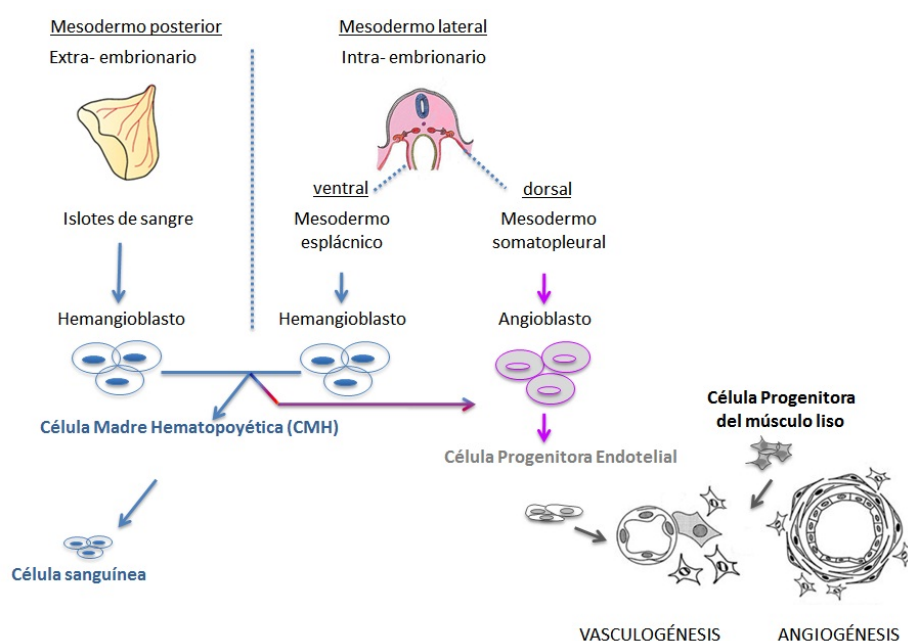 Mesodermo posterior
Extra- embrionario
Mesodermo lateral
Intra- embrionario
ventral
dorsal
Islotes de sangre
Mesodermo
esplácnico
Mesodermo
somatopleural
Hemangioblasto
Hemangioblasto
Angioblasto
Célula Madre Hematopoyética (CMH)
Célula Progenitora
del músculo liso
Célula Progenitora Endotelial
Célula sanguínea
VASCULOGÉNESIS
ANGIOGÉNESIS